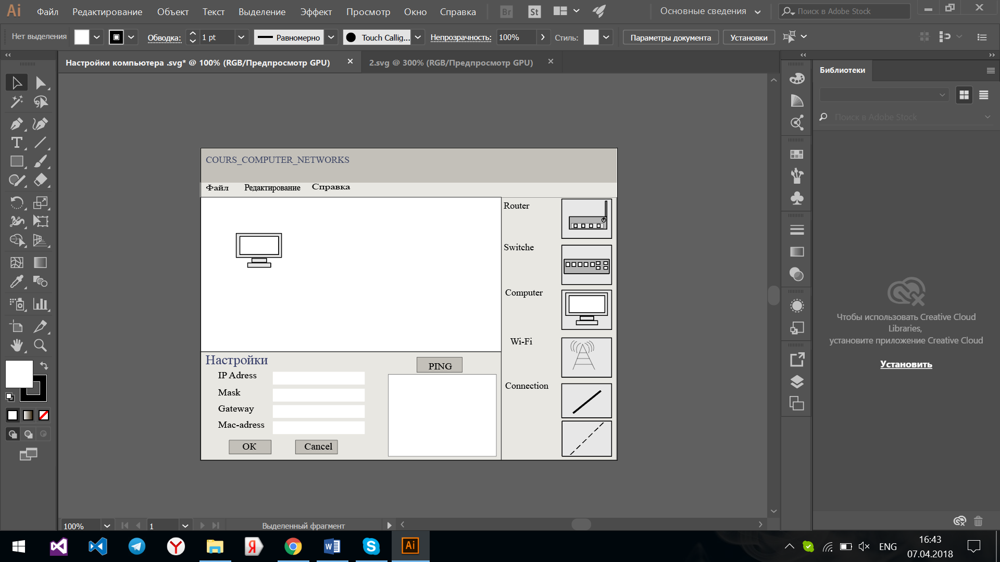 Ai Файл Редактирование Объект Текст Выделение Эффект Просмотр Окно Справка Br St Основные сведения Поиск в Adobe Stock
Нет выделения Обводка: 1 pt Равномерно Touch Callig... Непрозрачность: 100% Стиль: Параметры документа Установки
Настройки компьютера .svg* @ 100% (RGB/Предпросмотр GPU) 2.svg @ 300% (RGB/Предпросмотр GPU)
Библиотеки
Поиск в Adobe Stock
COURS_COMPUTER_NETWORKS
Файл Редактирование Справка
Router
Switche
Computer
Wi-Fi
Connection
Настройки
PING
IP Adress
Mask
Gateway
Mac-adress
OK Cancel
Чтобы использовать Creative Cloud
Libraries,
установите приложение Creative Cloud
Установить
100% 1 Выделенный фрагмент
ENG
16:43
07.04.2018